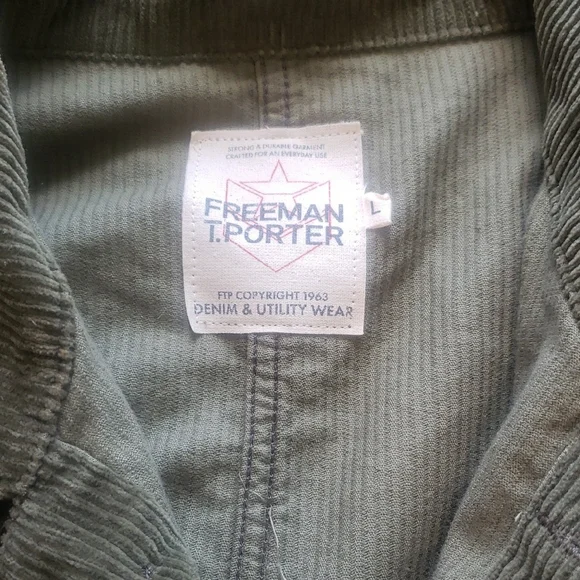 STRONG & DURABLE GARMENT
CRAFTED FOR AN EVERYDAY USE
FREEMAN
T.PORTER
L
FTP COPYRIGHT 1963
DENIM & UTILITY WEAR